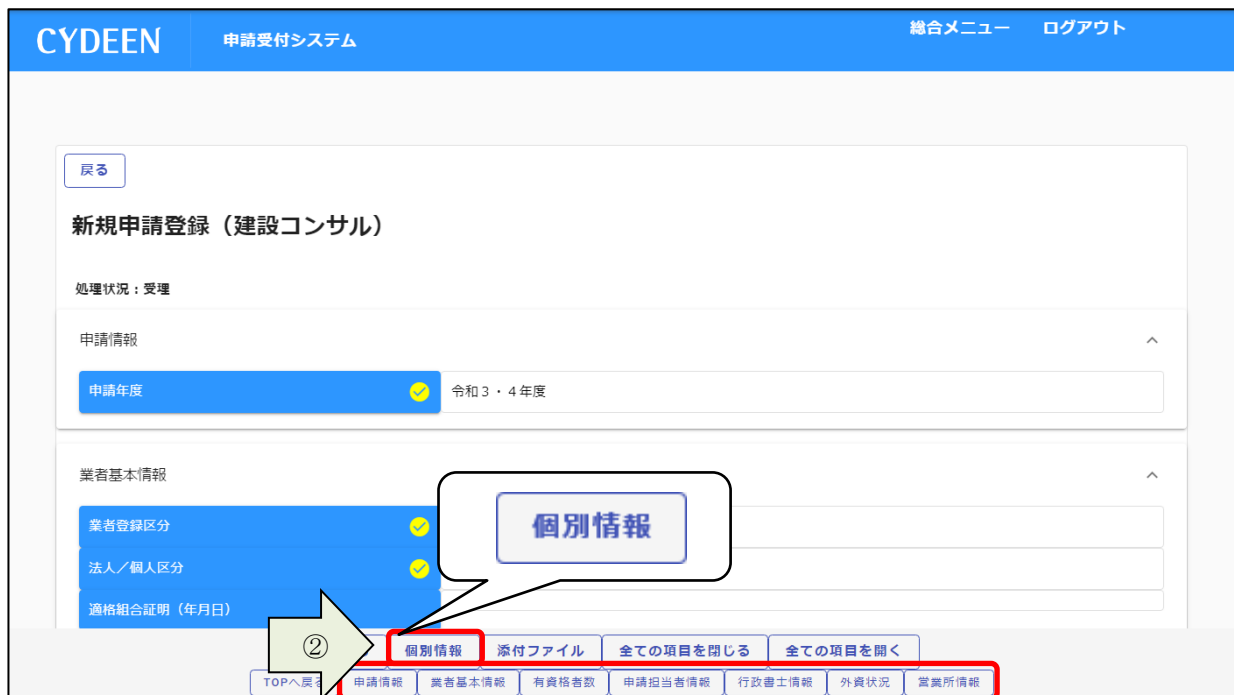 CYDEEN 申請受付システム 総合メニュー ログアウト
戻る
新規申請登録（建設コンサル）
処理状況：受理
申請情報
申請年度 令和３・４年度
業者基本情報
業者登録区分
個別情報
法人／個人区分
適格組合証明（年月日）
② 個別情報 添付ファイル 全ての項目を閉じる 全ての項目を開く
TOPへ戻る 申請情報 業者基本情報 有資格者数 申請担当者情報 行政書士情報 外資状況 営業所情報